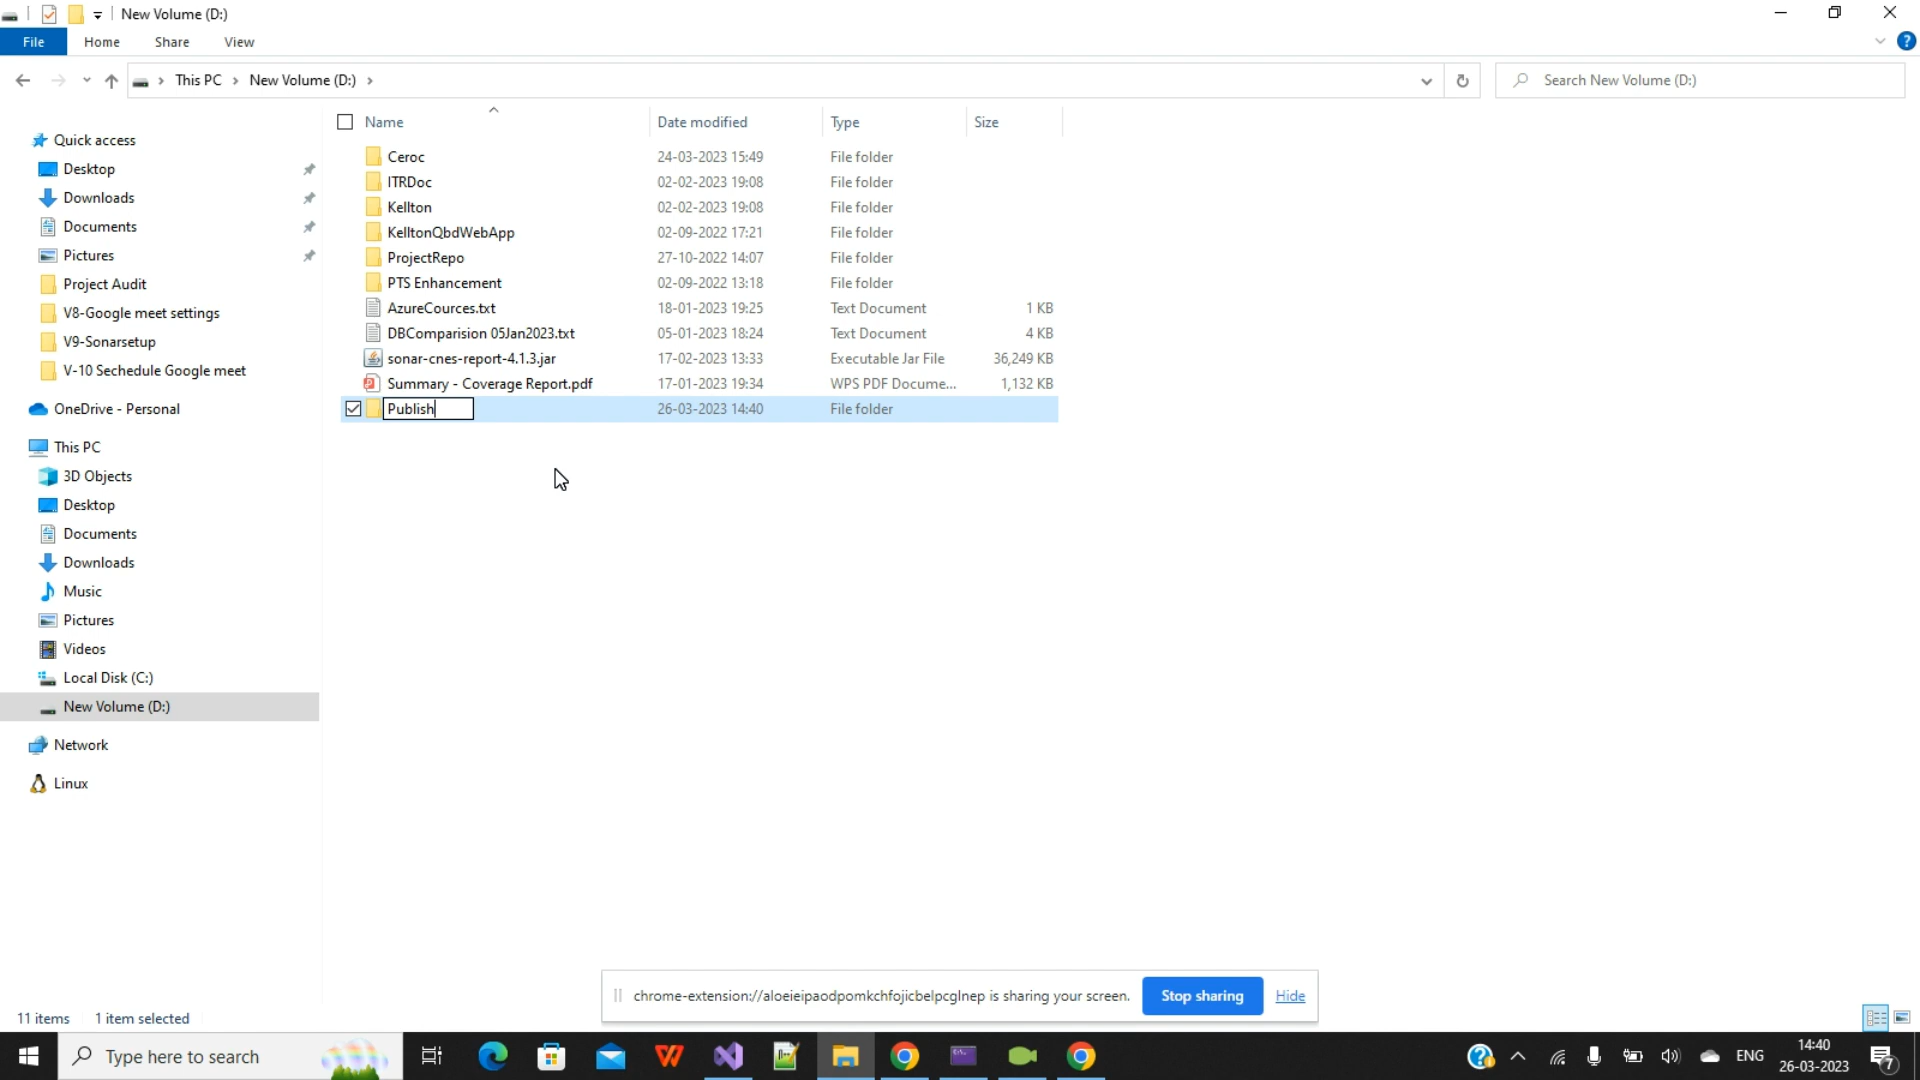 New Volume (D:)
File
Home
Share
View
This PC
New Volume (D:)
Search New Volume (D:)
Quick access
Desktop
Downloads
Documents
Pictures
Project Audit
V8-Google meet settings
V9-Sonarsetup
V-10 Sechedule Google meet
OneDrive - Personal
This PC
3D Objects
Desktop
Documents
Downloads
Music
Pictures
Videos
Local Disk (C:)
New Volume (D:)
Network
Linux
Name Date modified Type Size
Ceroc 24-03-2023 15:49 File folder
ITRDoc 02-02-2023 19:08 File folder
Kellton 02-02-2023 19:08 File folder
KelltonQbdWebApp 02-09-2022 17:21 File folder
ProjectRepo 27-10-2022 14:07 File folder
PTS Enhancement 02-09-2022 13:18 File folder
AzureCources.txt 18-01-2023 19:25 Text Document 1 KB
DBComparision 05Jan2023.txt 05-01-2023 18:24 Text Document 4 KB
sonar-cnes-report-4.1.3.jar 17-02-2023 13:33 Executable Jar File 36,249 KB
Summary - Coverage Report.pdf 17-01-2023 19:34 WPS PDF Docume... 1,132 KB
Publish 26-03-2023 14:40 File folder
chrome-extension://aloeieipaodpomkchfojicbelpcglnep is sharing your screen.
Stop sharing
Hide
11 items 1 item selected
Type here to search
ENG
14:40
26-03-2023
7